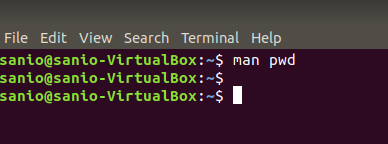 File Edit View Search Terminal Help
sanio@sanio-VirtualBox:~$ man pwd
sanio@sanio-VirtualBox:~$
sanio@sanio-VirtualBox:~$